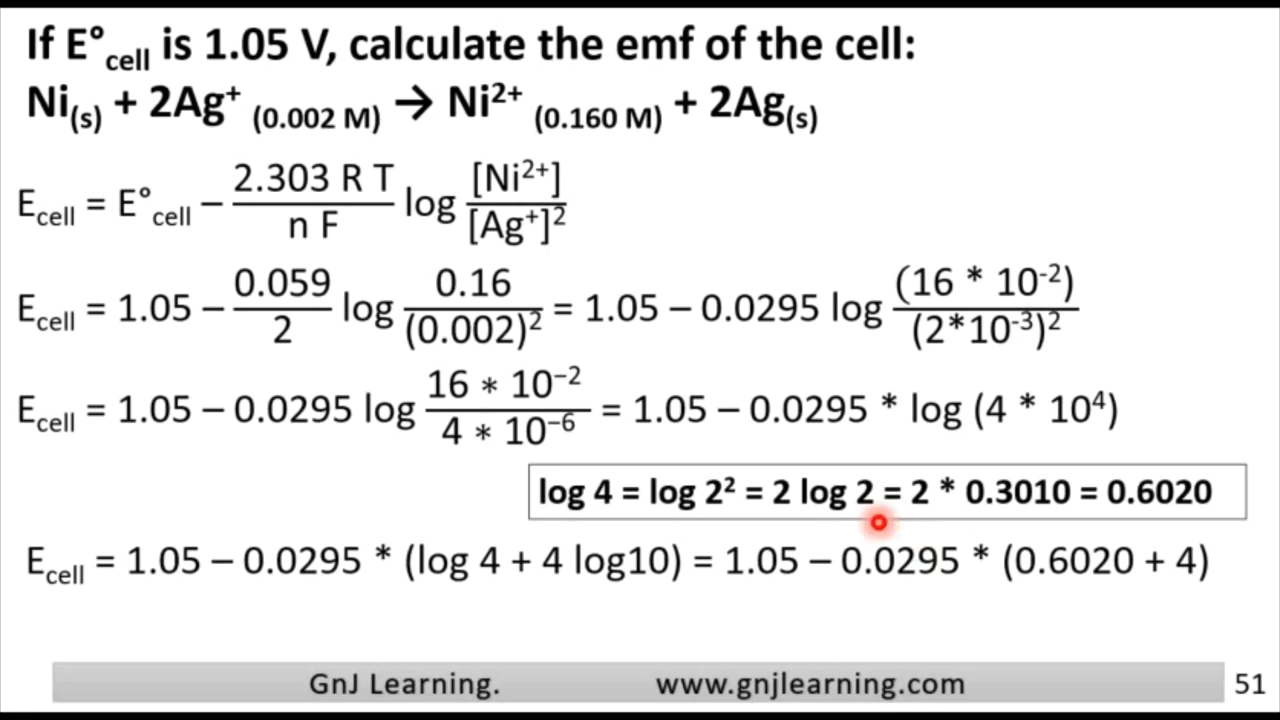 If E°cell is 1.05 V, calculate the emf of the cell:
Ni(s) + 2Ag⁺ (0.002 M) → Ni²⁺ (0.160 M) + 2Ag(s)
Ecell = E°cell – (2.303 R T)/(n F) log [Ni²⁺]/[Ag⁺]²
Ecell = 1.05 – 0.059/2 log 0.16/(0.002)² = 1.05 – 0.0295 log (16 * 10⁻²)/(2*10⁻³)²
Ecell = 1.05 – 0.0295 log (16 * 10⁻²)/(4 * 10⁻⁶) = 1.05 – 0.0295 * log (4 * 10⁴)
log 4 = log 2² = 2 log 2 = 2 * 0.3010 = 0.6020
Ecell = 1.05 – 0.0295 * (log 4 + 4 log10) = 1.05 – 0.0295 * (0.6020 + 4)
GnJ Learning. www.gnjlearning.com 51